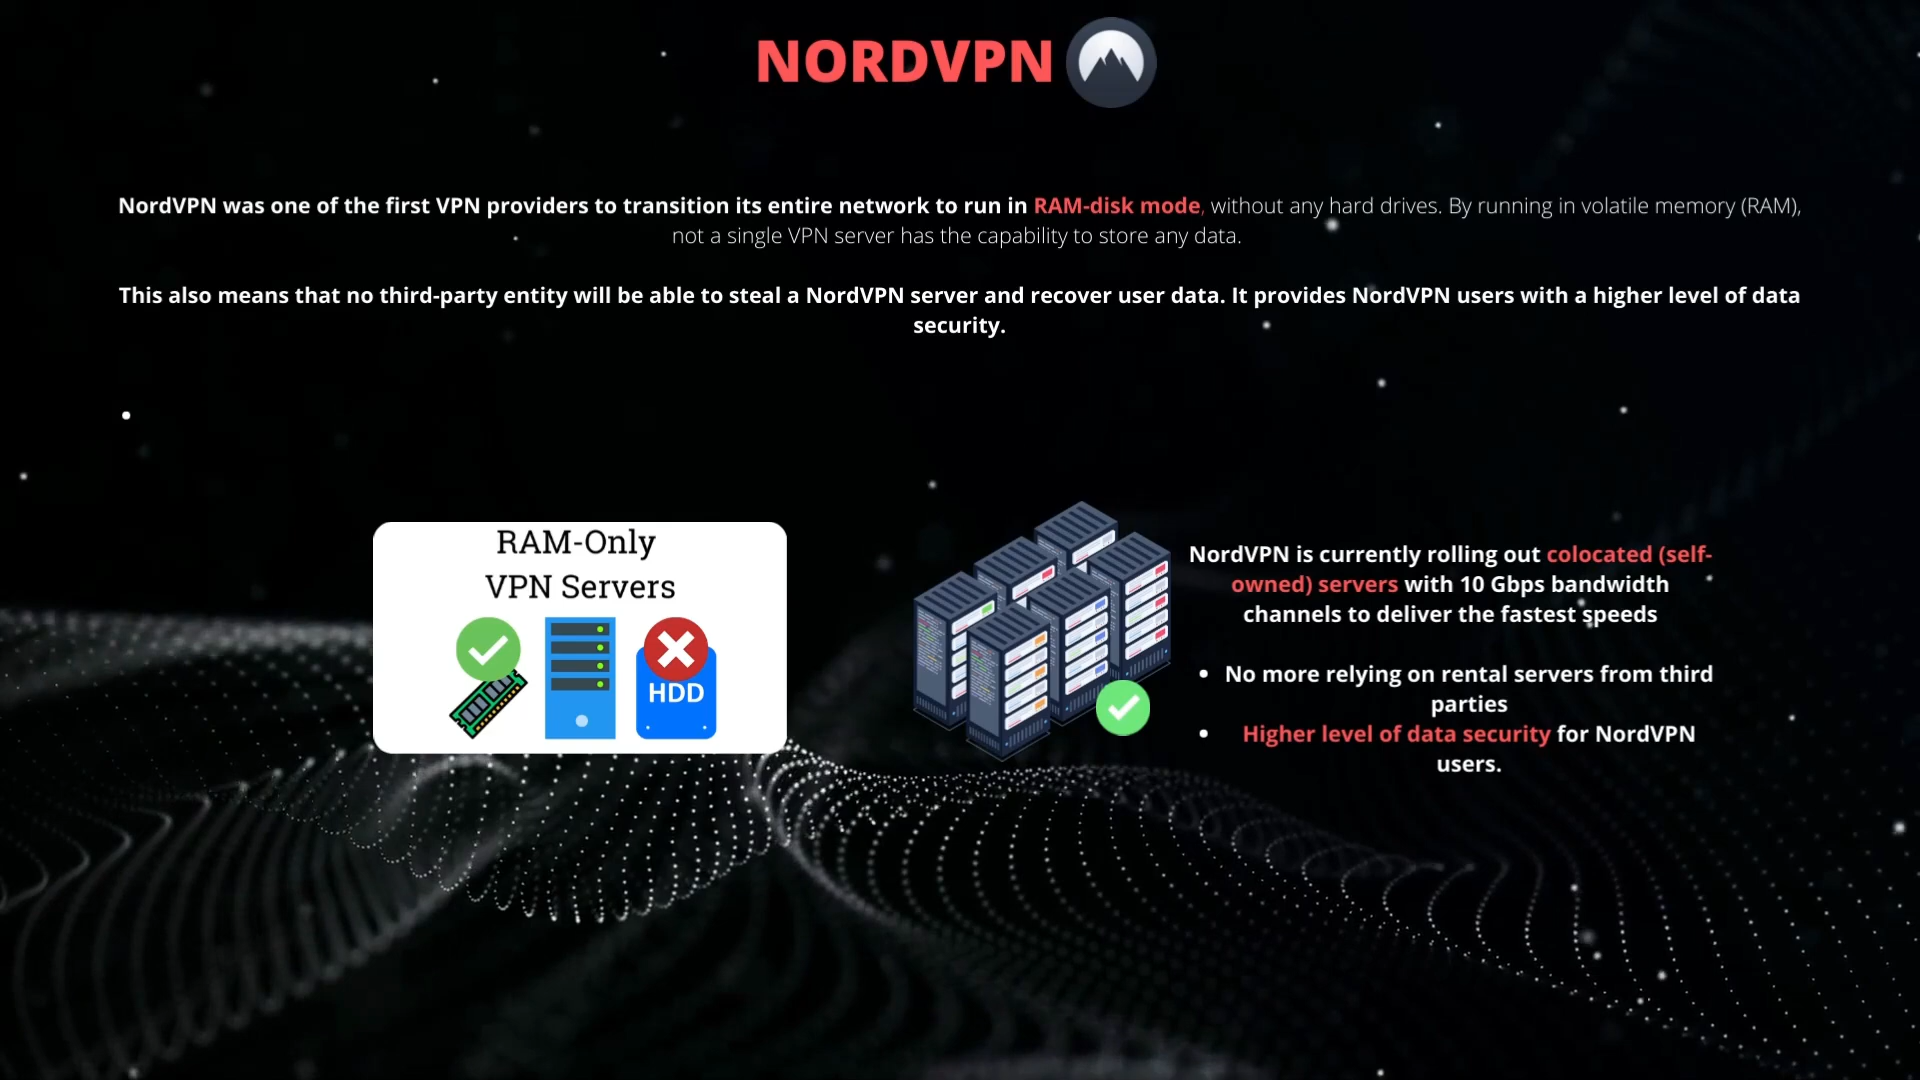 NORDVPN
NordVPN was one of the first VPN providers to transition its entire network to run in RAM-disk mode, without any hard drives. By running in volatile memory (RAM),
not a single VPN server has the capability to store any data.
This also means that no third-party entity will be able to steal a NordVPN server and recover user data. It provides NordVPN users with a higher level of data
security.
RAM-Only
VPN Servers
HDD
NordVPN is currently rolling out colocated (self-
owned) servers with 10 Gbps bandwidth
channels to deliver the fastest speeds
• No more relying on rental servers from third
parties
• Higher level of data security for NordVPN
users.